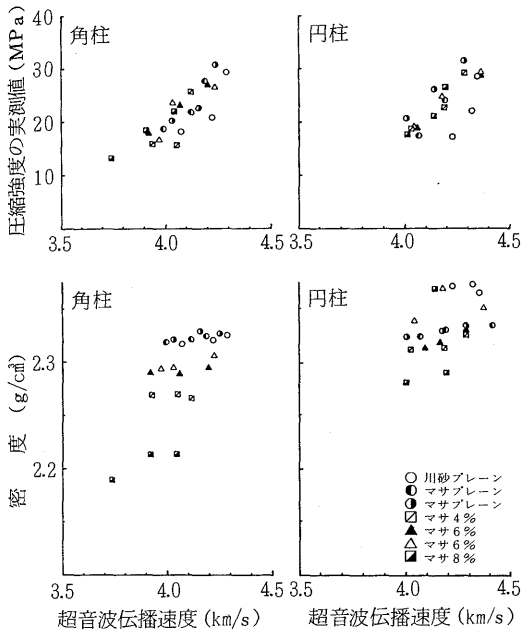 圧縮強度の実測値 (MPa)
40
30
20
10
角柱
3.5
4.0
4.5
円柱
3.5
4.0
4.5
密度 (g/cm³)
2.3
2.2
角柱
3.5
4.0
4.5
超音波伝播速度 (km/s)
円柱
川砂プレーン
マサプレーン
マサプレーン
マサ4%
マサ6%
マサ6%
マサ8%
3.5
4.0
4.5
超音波伝播速度 (km/s)